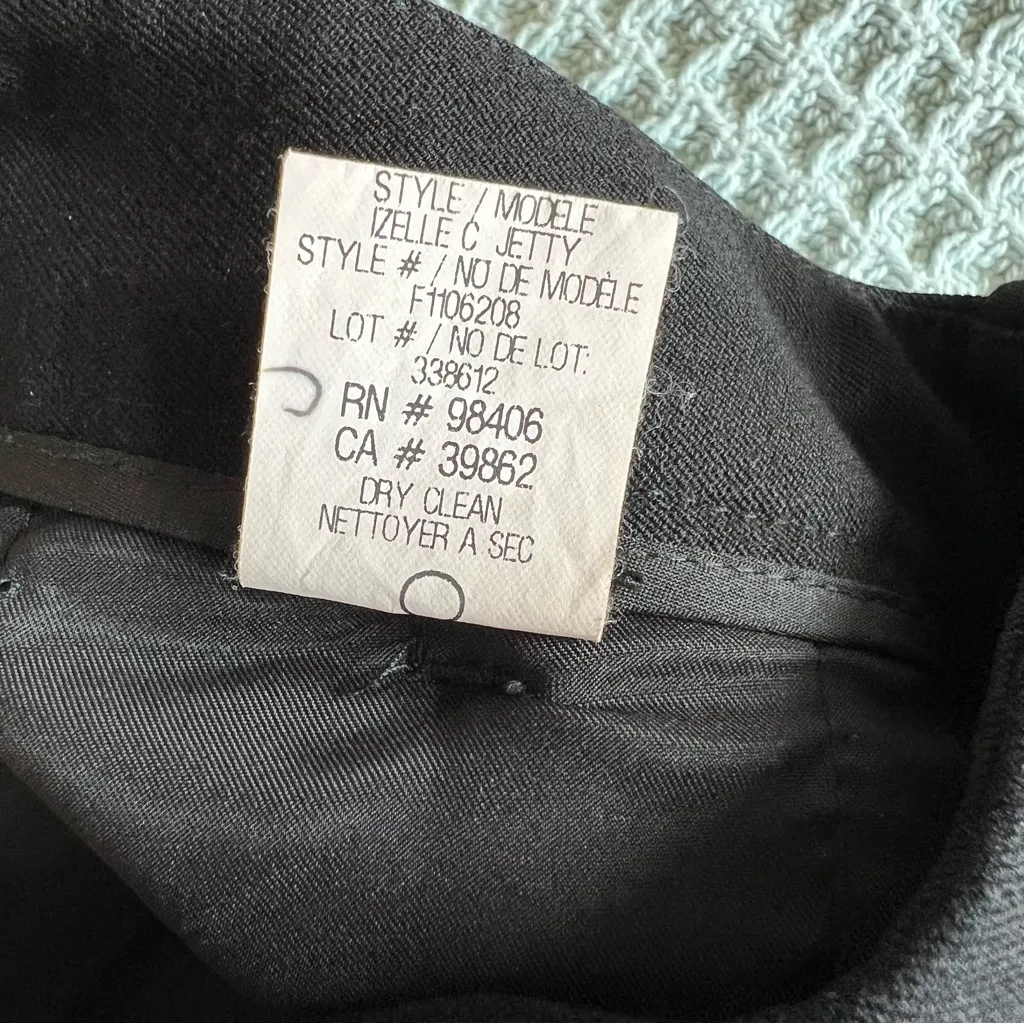 STYLE / MODELE
IZELLE C JETTY
STYLE # / NO DE MODÈLE
F1106208
LOT # / NO DE LOT:
338612
RN # 98406
CA # 39862
DRY CLEAN
NETTOYER A SEC